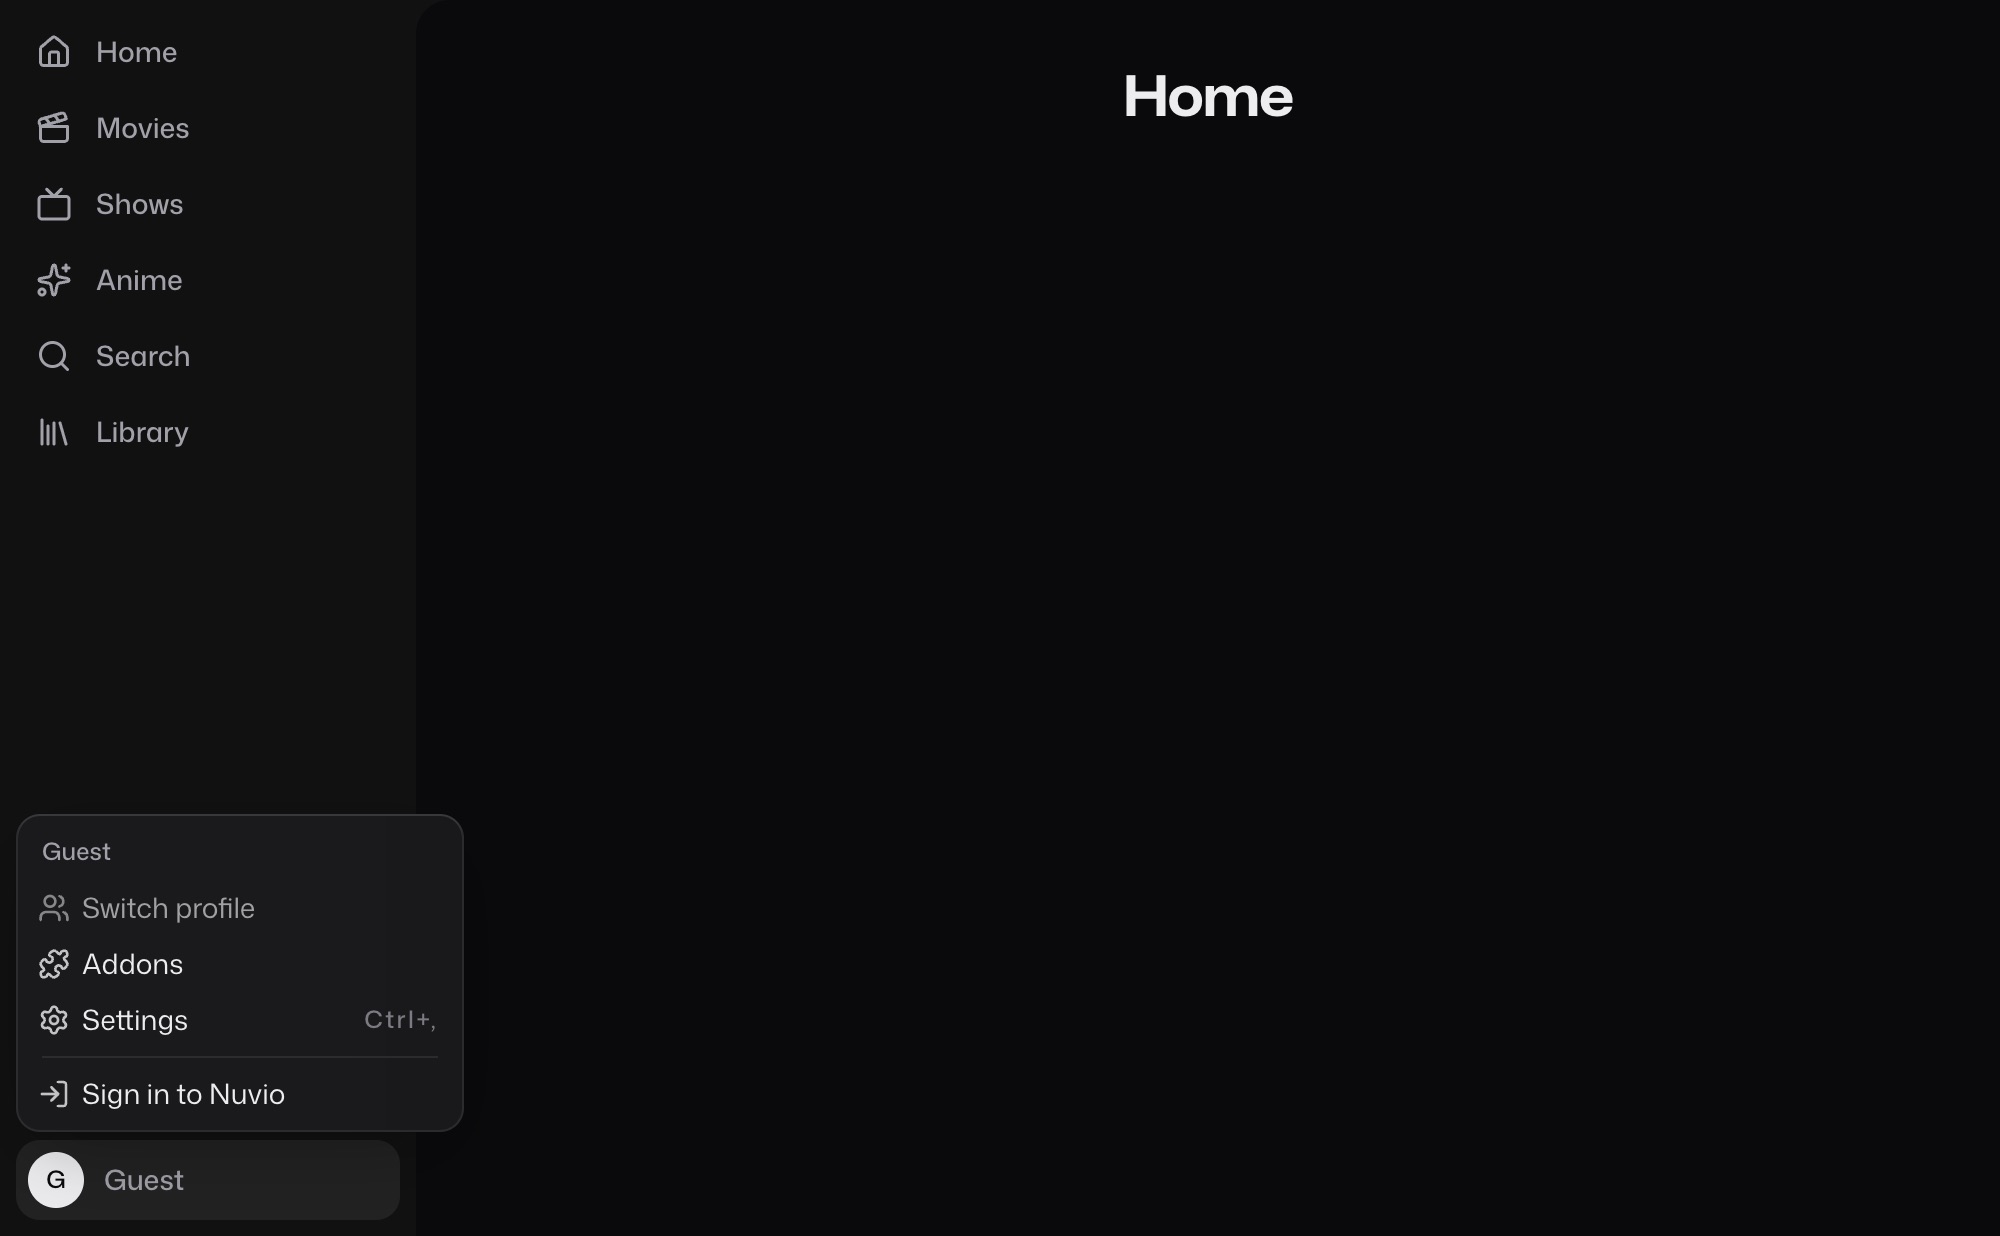 Home
Movies
Shows
Anime
Search
Library
Home
Guest
Switch profile
Addons
Settings Ctrl+,
Sign in to Nuvio
G Guest